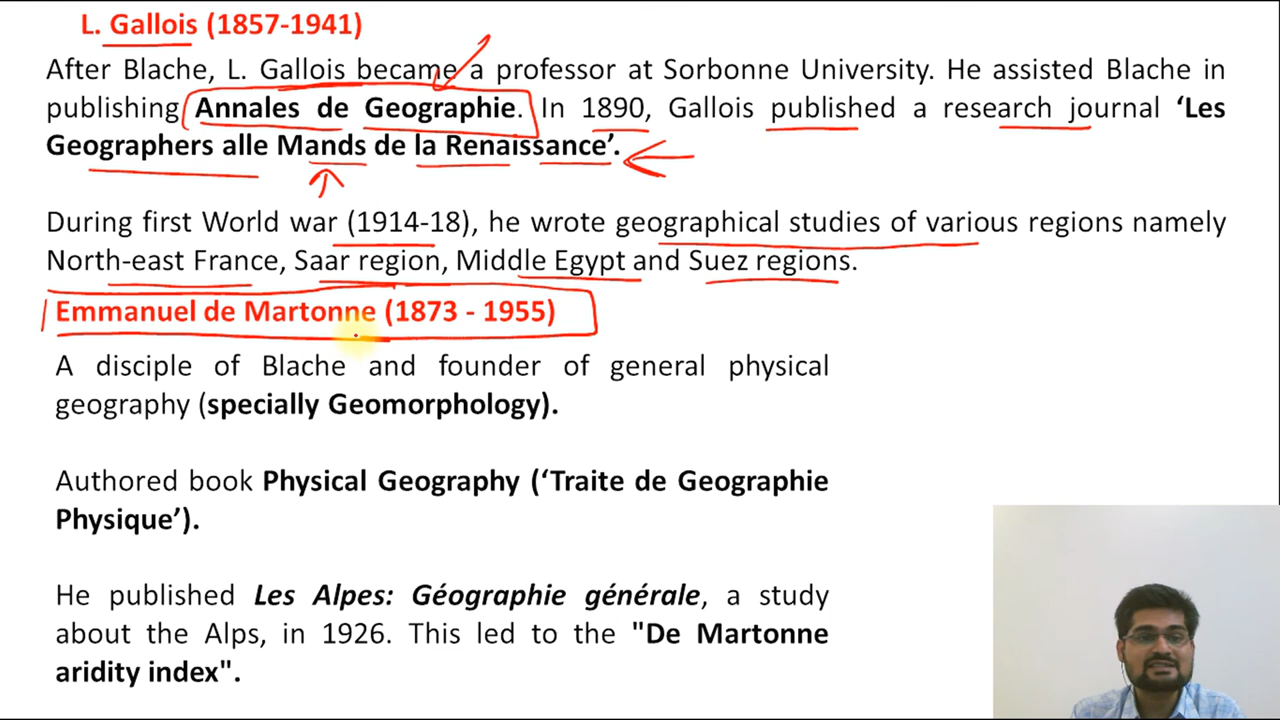 L. Gallois (1857-1941)
After Blache, L. Gallois became a professor at Sorbonne University. He assisted Blache in
publishing Annales de Geographie. In 1890, Gallois published a research journal ‘Les
Geographers alle Mands de la Renaissance’.
During first World war (1914-18), he wrote geographical studies of various regions namely
North-east France, Saar region, Middle Egypt and Suez regions.
Emmanuel de Martonne (1873 - 1955)
A disciple of Blache and founder of general physical
geography (specially Geomorphology).
Authored book Physical Geography (‘Traite de Geographie
Physique’).
He published Les Alpes: Géographie générale, a study
about the Alps, in 1926. This led to the "De Martonne
aridity index".